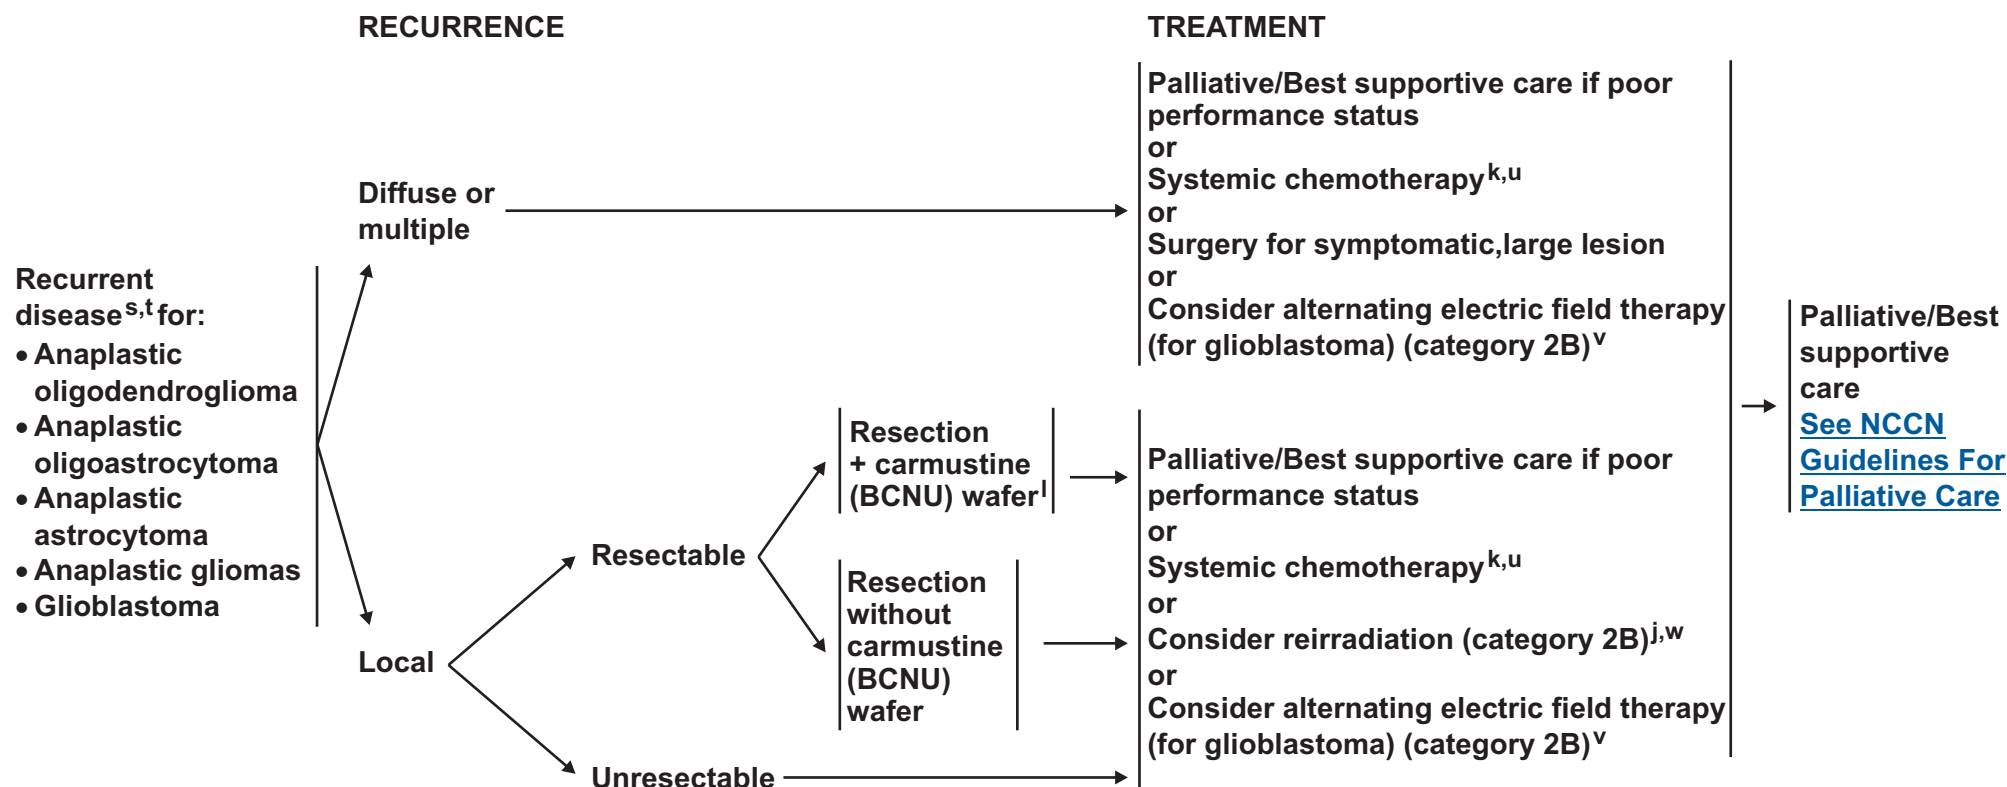 RECURRENCE
TREATMENT
Recurrent
disease s,t for:
• Anaplastic
oligodendroglioma
• Anaplastic
oligoastrocytoma
• Anaplastic
astrocytoma
• Anaplastic gliomas
• Glioblastoma
Diffuse or
multiple
Local
Resectable
Unresectable
Resection
+ carmustine
(BCNU) wafer l
Resection
without
carmustine
(BCNU)
wafer
Palliative/Best supportive care if poor
performance status
or
Systemic chemotherapy k,u
or
Surgery for symptomatic,large lesion
or
Consider alternating electric field therapy
(for glioblastoma) (category 2B) v
Palliative/Best supportive care if poor
performance status
or
Systemic chemotherapy k,u
or
Consider reirradiation (category 2B) j,w
or
Consider alternating electric field therapy
(for glioblastoma) (category 2B) v
Palliative/Best
supportive
care
See NCCN
Guidelines For
Palliative Care